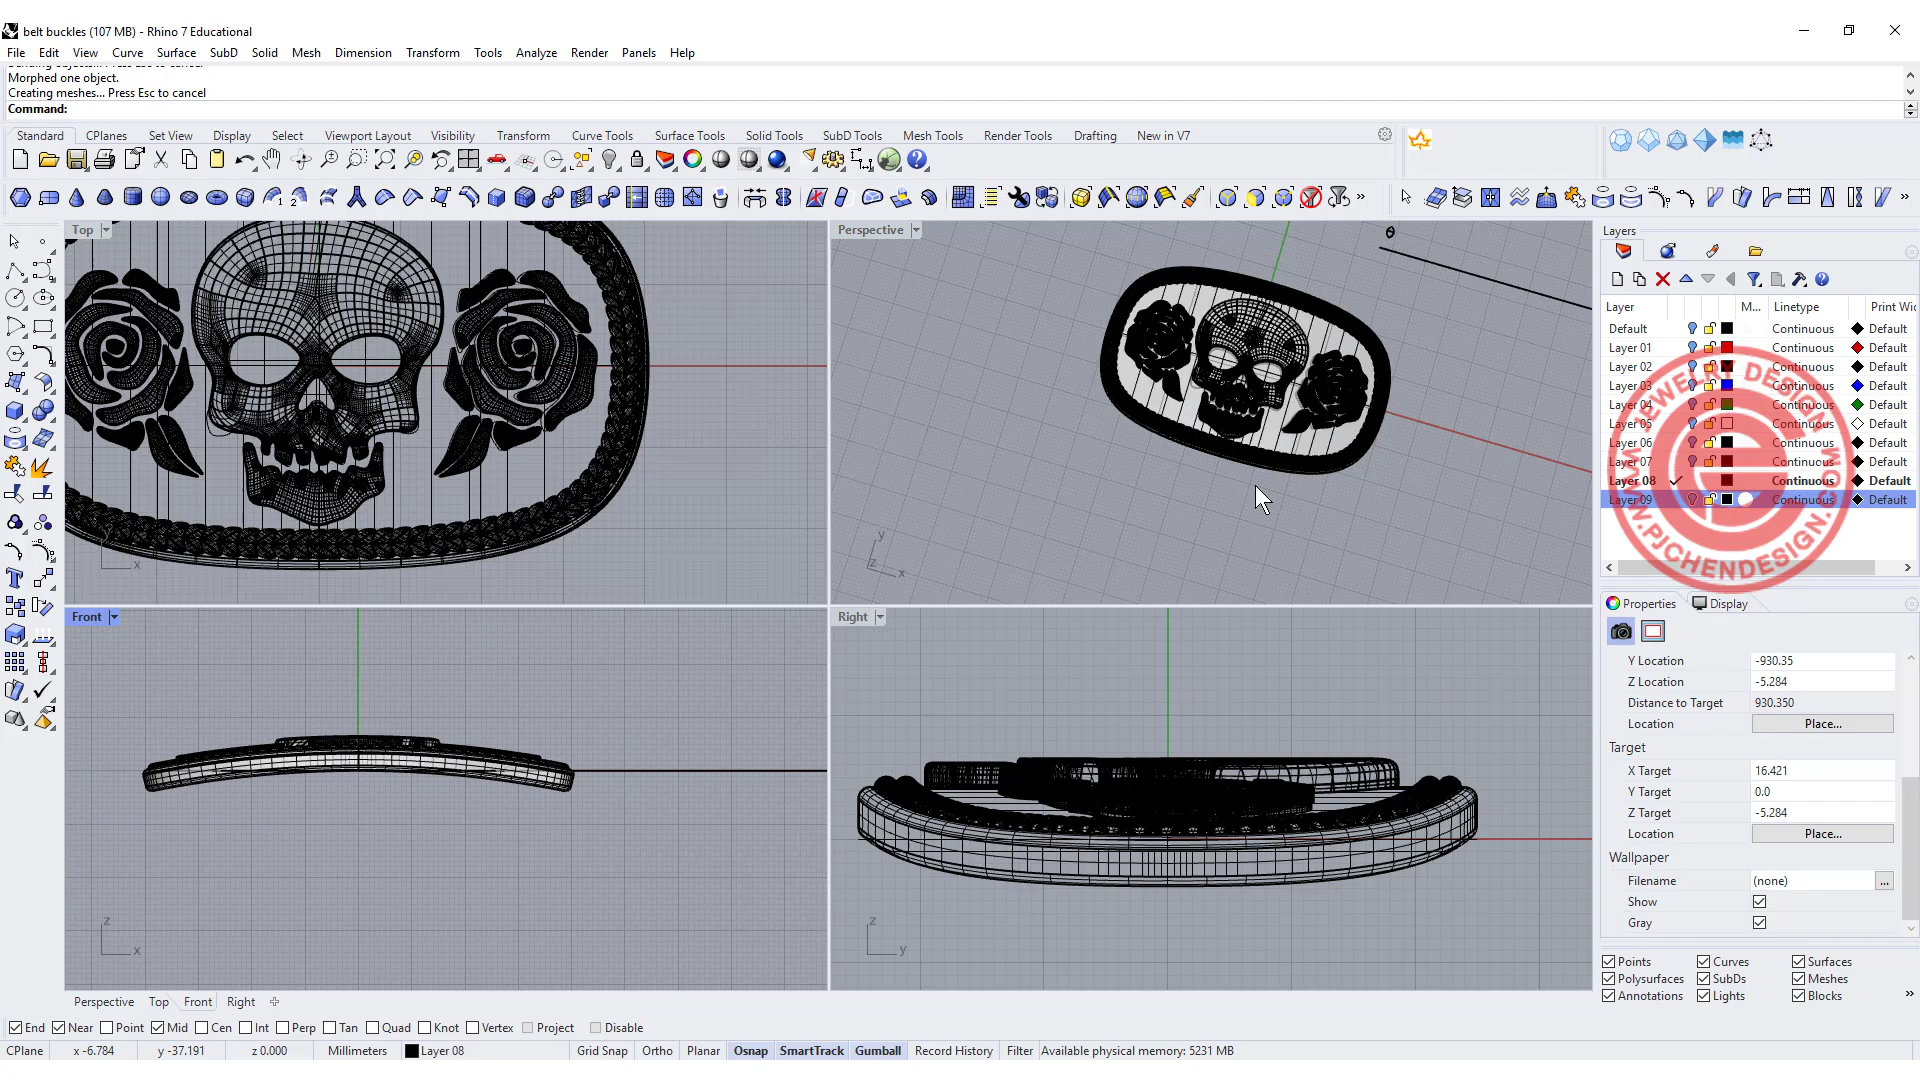 belt buckles (107 MB) - Rhino 7 Educational
File Edit View Curve Surface SubD Solid Mesh Dimension Transform Tools Analyze Render Panels Help
Morphed one object.
Creating meshes... Press Esc to cancel
Command:
Standard CPlanes Set View Display Select Viewport Layout Visibility Transform Curve Tools Surface Tools Solid Tools SubD Tools Mesh Tools Render Tools Drafting New in V7
Top
Perspective
Layers
Layer M... Linetype Print Wi
Default Continuous Default
Layer 01 Continuous Default
Layer 02 Continuous Default
Layer 03 Continuous Default
Layer 04 Continuous Default
Layer 05 Continuous Default
Layer 06 Continuous Default
Layer 07 Continuous Default
Layer 08 Continuous Default
Layer 09 Continuous Default
JEWELRY DESIGN
WWW.PJCHENDESIGN.COM
y x
y z x
Front
Right
Properties Display
Y Location -930.35
Z Location -5.284
Distance to Target 930.350
Location Place...
Target
X Target 16.421
Y Target 0.0
Z Target -5.284
Location Place...
Wallpaper
Filename (none) ...
Show
Gray
z x
z y
Points Curves Surfaces
Polysurfaces SubDs Meshes
Annotations Lights Blocks
Perspective Top Front Right
End Near Point Mid Cen Int Perp Tan Quad Knot Vertex Project Disable
CPlane x -6.784 y -37.191 z 0.000 Millimeters Layer 08 Grid Snap Ortho Planar Osnap SmartTrack Gumball Record History Filter Available physical memory: 5231 MB